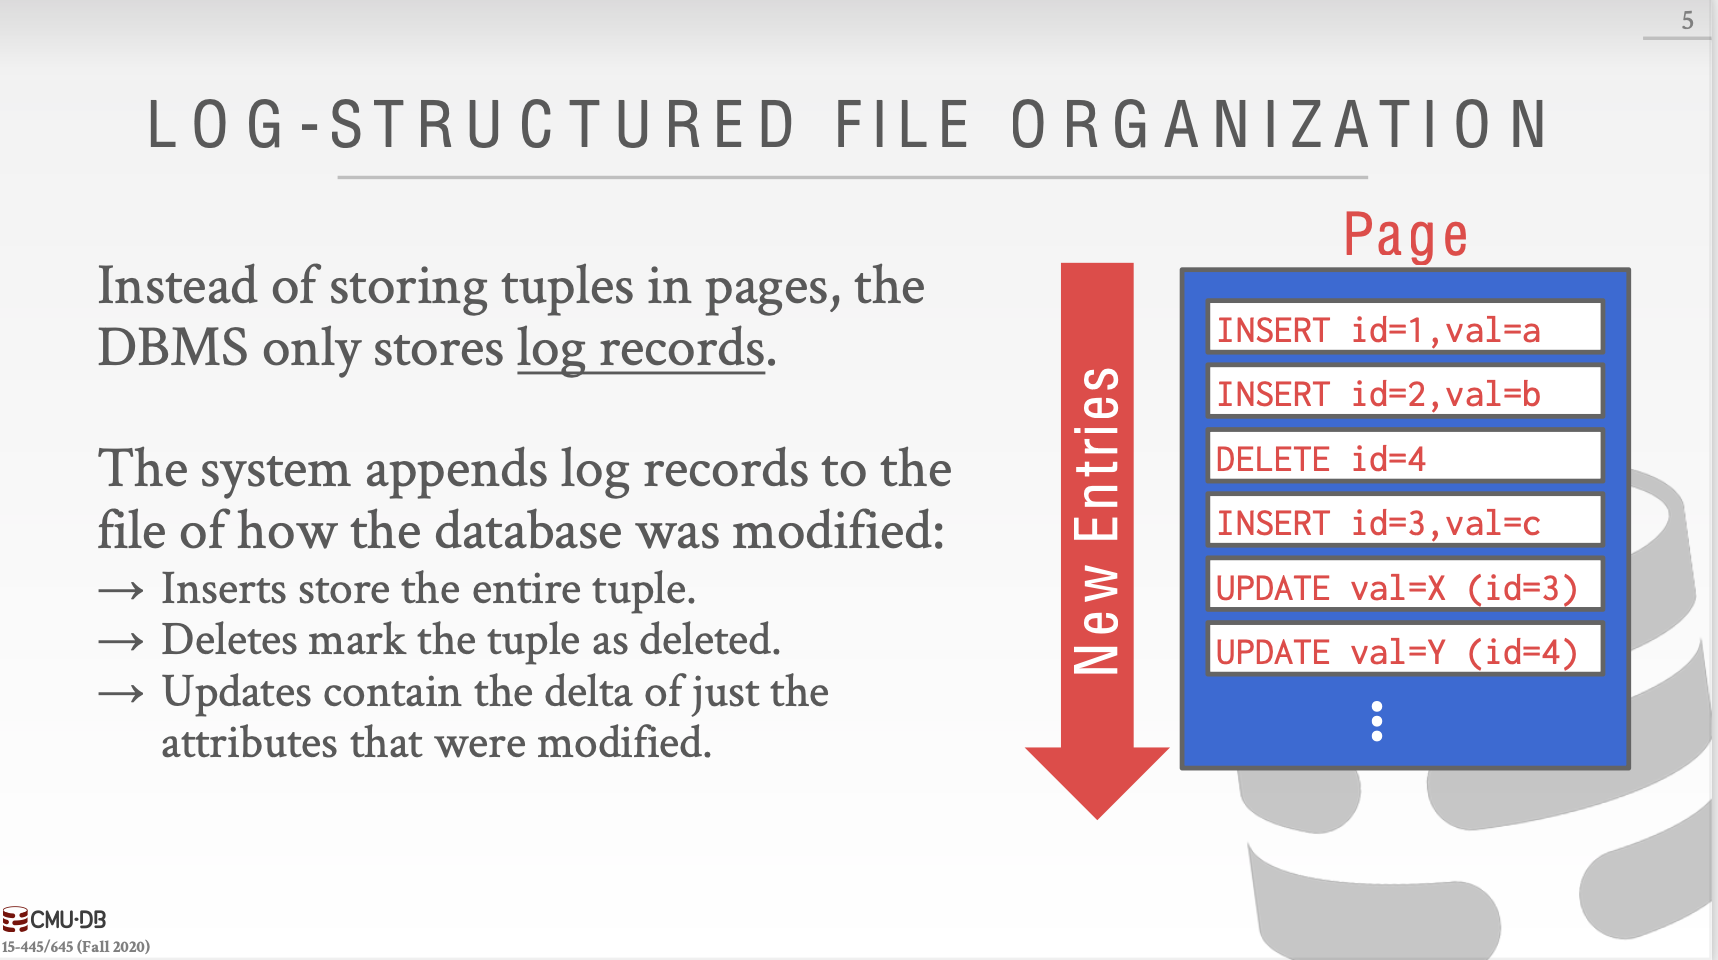 5
LOG-STRUCTURED FILE ORGANIZATION
Instead of storing tuples in pages, the
DBMS only stores log records.
The system appends log records to the
file of how the database was modified:
→ Inserts store the entire tuple.
→ Deletes mark the tuple as deleted.
→ Updates contain the delta of just the
attributes that were modified.
New Entries
Page
INSERT id=1,val=a
INSERT id=2,val=b
DELETE id=4
INSERT id=3,val=c
UPDATE val=X (id=3)
UPDATE val=Y (id=4)
CMU·DB
15-445/645 (Fall 2020)